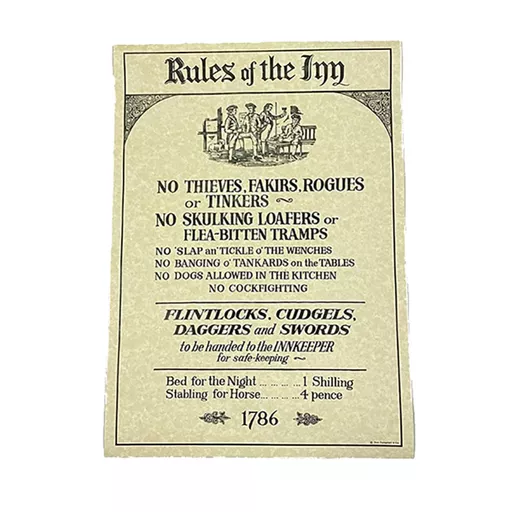 Rules of the Inn
NO THIEVES, FAKIRS, ROGUES
or TINKERS ~
NO SKULKING LOAFERS or
FLEA-BITTEN TRAMPS
NO 'SLAP an' TICKLE o' THE WENCHES
NO BANGING o' TANKARDS on the TABLES
NO DOGS ALLOWED IN THE KITCHEN
NO COCKFIGHTING
FLINTLOCKS, CUDGELS,
DAGGERS and SWORDS
to be handed to the INNKEEPER
for safe-keeping ~
Bed for the Night ... ... ... ... 1 Shilling
Stabling for Horse... ... ... 4 pence
1786